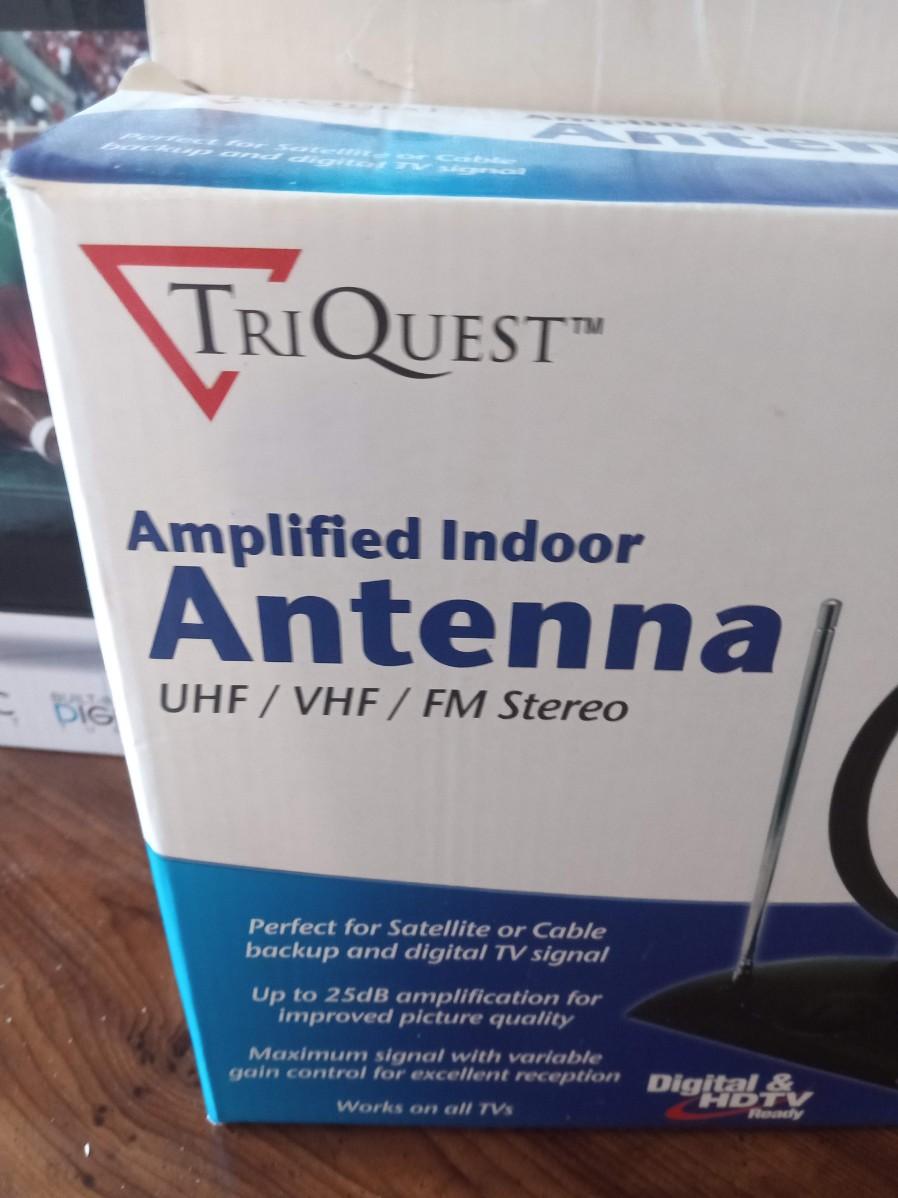 Perfect for Satellite or Cable
backup and digital TV signal
TRIQUEST™
Amplified Indoor
Antenna
UHF / VHF / FM Stereo
Perfect for Satellite or Cable
backup and digital TV signal
Up to 25dB amplification for
improved picture quality
Maximum signal with variable
gain control for excellent reception
Works on all TVs
Digital &
HDTV
Ready